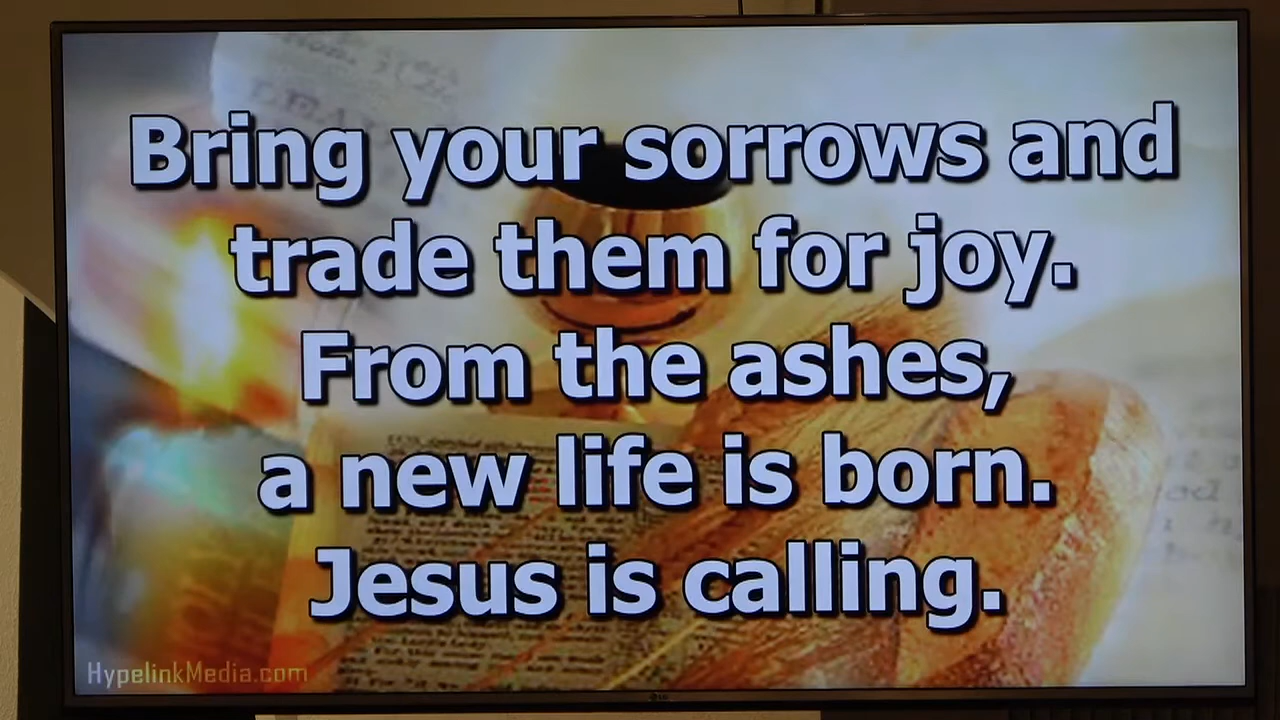 Bring your sorrows and
trade them for joy.
From the ashes,
a new life is born.
Jesus is calling.
HypelinkMedia.com
LG